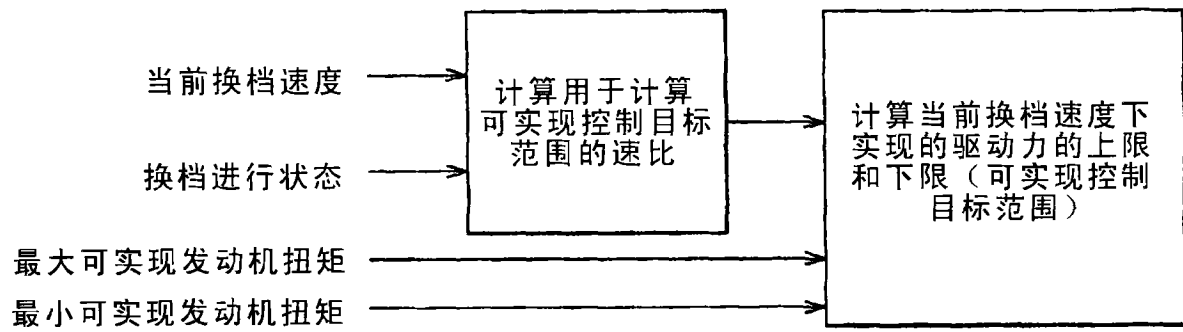 当前换档速度
换档进行状态
最大可实现发动机扭矩
最小可实现发动机扭矩
计算用于计算
可实现控制目标
范围的速比
计算当前换档速度下
实现的驱动力的上限
和下限（可实现控制
目标范围）